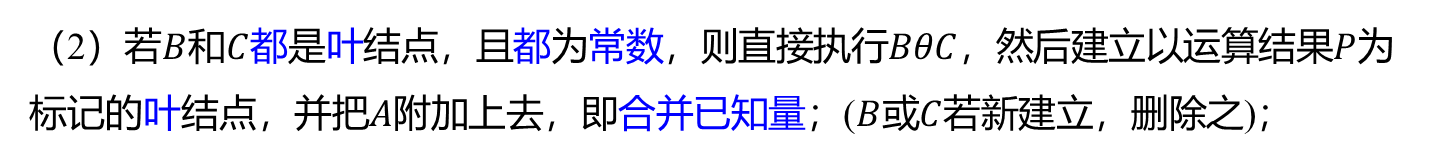 （2）若B和C都是叶结点，且都为常数，则直接执行BθC，然后建立以运算结果P为
标记的叶结点，并把A附加上去，即合并已知量；(B或C若新建立，删除之)；